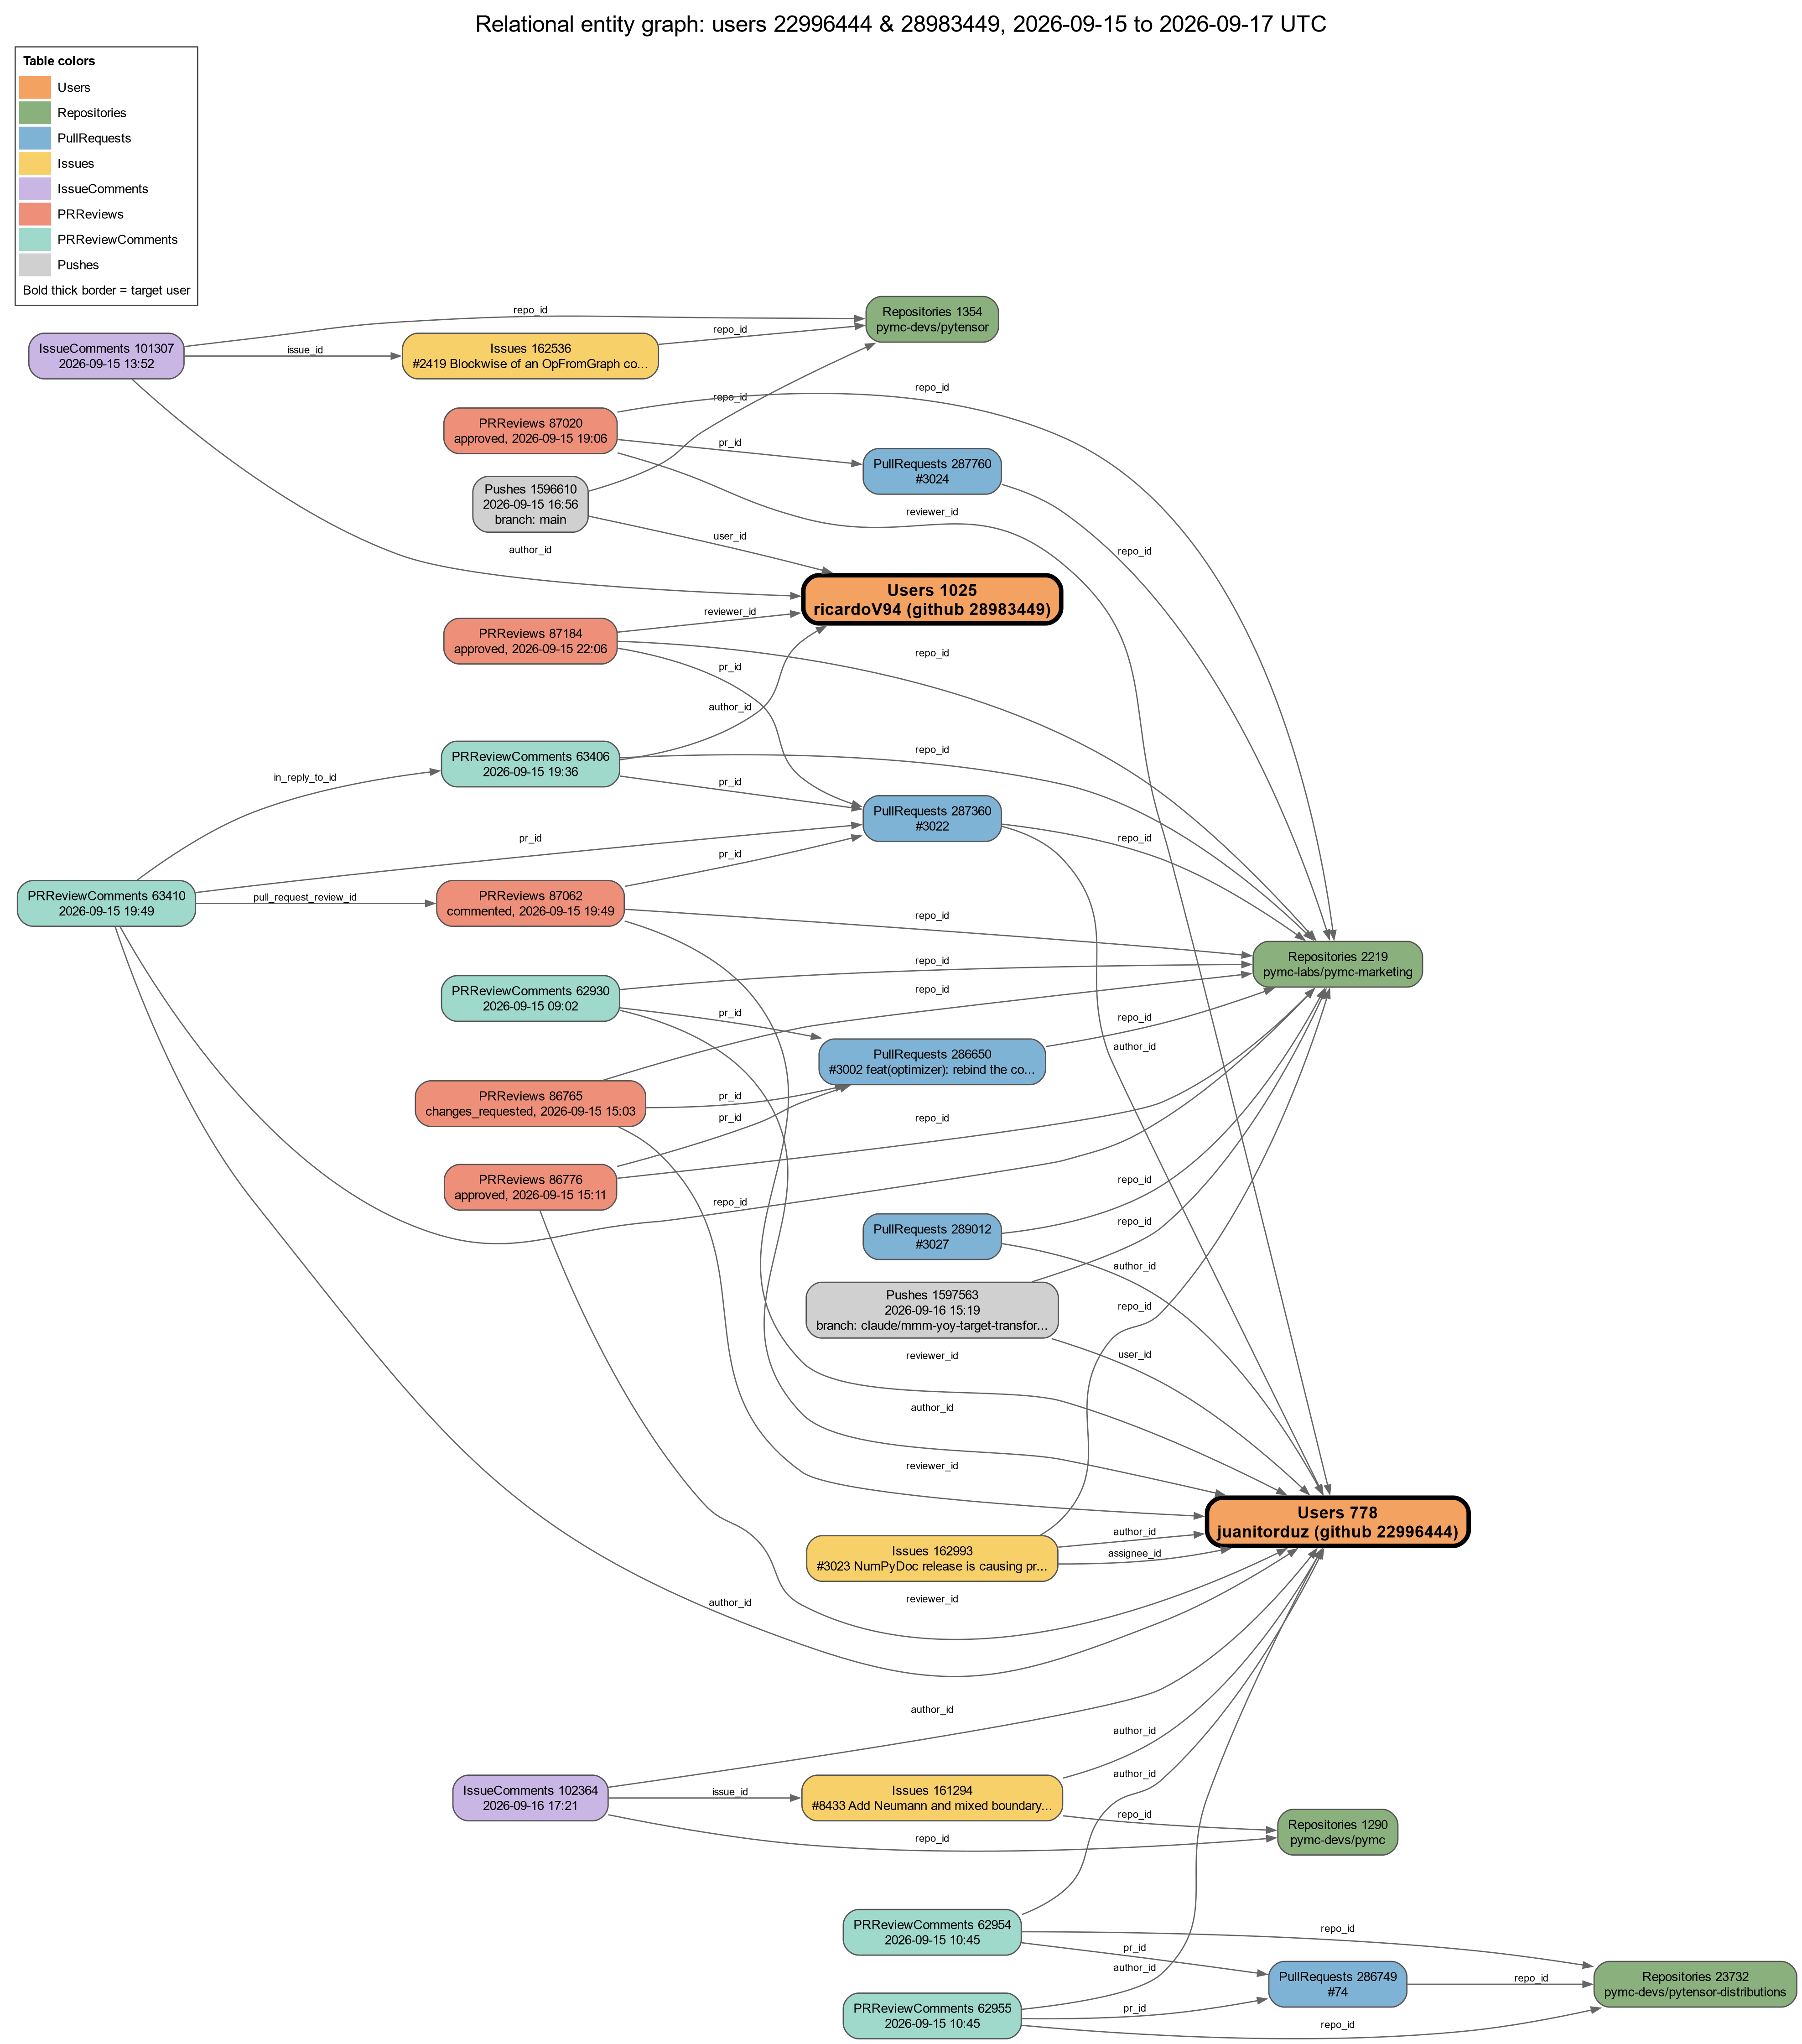 Relational entity graph: users 22996444 & 28983449, 2026-09-15 to 2026-09-17 UTC
Table colors
Users
Repositories
PullRequests
Issues
IssueComments
PRReviews
PRReviewComments
Pushes
Bold thick border = target user
Repositories 1354
pymc-devs/pytensor
repo_id
repo_id
IssueComments 101307
2026-09-15 13:52
issue_id
Issues 162536
#2419 Blockwise of an OpFromGraph co...
repo_id
repo_id
PRReviews 87020
approved, 2026-09-15 19:06
pr_id
PullRequests 287760
#3024
Pushes 1596610
2026-09-15 16:56
branch: main
reviewer_id
user_id
author_id
repo_id
Users 1025
ricardoV94 (github 28983449)
reviewer_id
PRReviews 87184
approved, 2026-09-15 22:06
repo_id
pr_id
author_id
PRReviewComments 63406
2026-09-15 19:36
repo_id
in_reply_to_id
pr_id
PullRequests 287360
#3022
pr_id
repo_id
pr_id
PRReviewComments 63410
2026-09-15 19:49
pull_request_review_id
PRReviews 87062
commented, 2026-09-15 19:49
repo_id
Repositories 2219
pymc-labs/pymc-marketing
repo_id
PRReviewComments 62930
2026-09-15 09:02
repo_id
pr_id
repo_id
author_id
PullRequests 286650
#3002 feat(optimizer): rebind the co...
PRReviews 86765
changes_requested, 2026-09-15 15:03
pr_id
pr_id
repo_id
PRReviews 86776
approved, 2026-09-15 15:11
repo_id
repo_id
PullRequests 289012
#3027
repo_id
author_id
Pushes 1597563
2026-09-16 15:19
branch: claude/mmm-yoy-target-transfor...
repo_id
reviewer_id
user_id
author_id
reviewer_id
Users 778
juanitorduz (github 22996444)
author_id
Issues 162993
#3023 NumPyDoc release is causing pr...
assignee_id
reviewer_id
author_id
author_id
author_id
IssueComments 102364
2026-09-16 17:21
issue_id
Issues 161294
#8433 Add Neumann and mixed boundary...
author_id
repo_id
repo_id
Repositories 1290
pymc-devs/pymc
PRReviewComments 62954
2026-09-15 10:45
repo_id
pr_id
author_id
PullRequests 286749
#74
repo_id
Repositories 23732
pymc-devs/pytensor-distributions
PRReviewComments 62955
2026-09-15 10:45
pr_id
repo_id